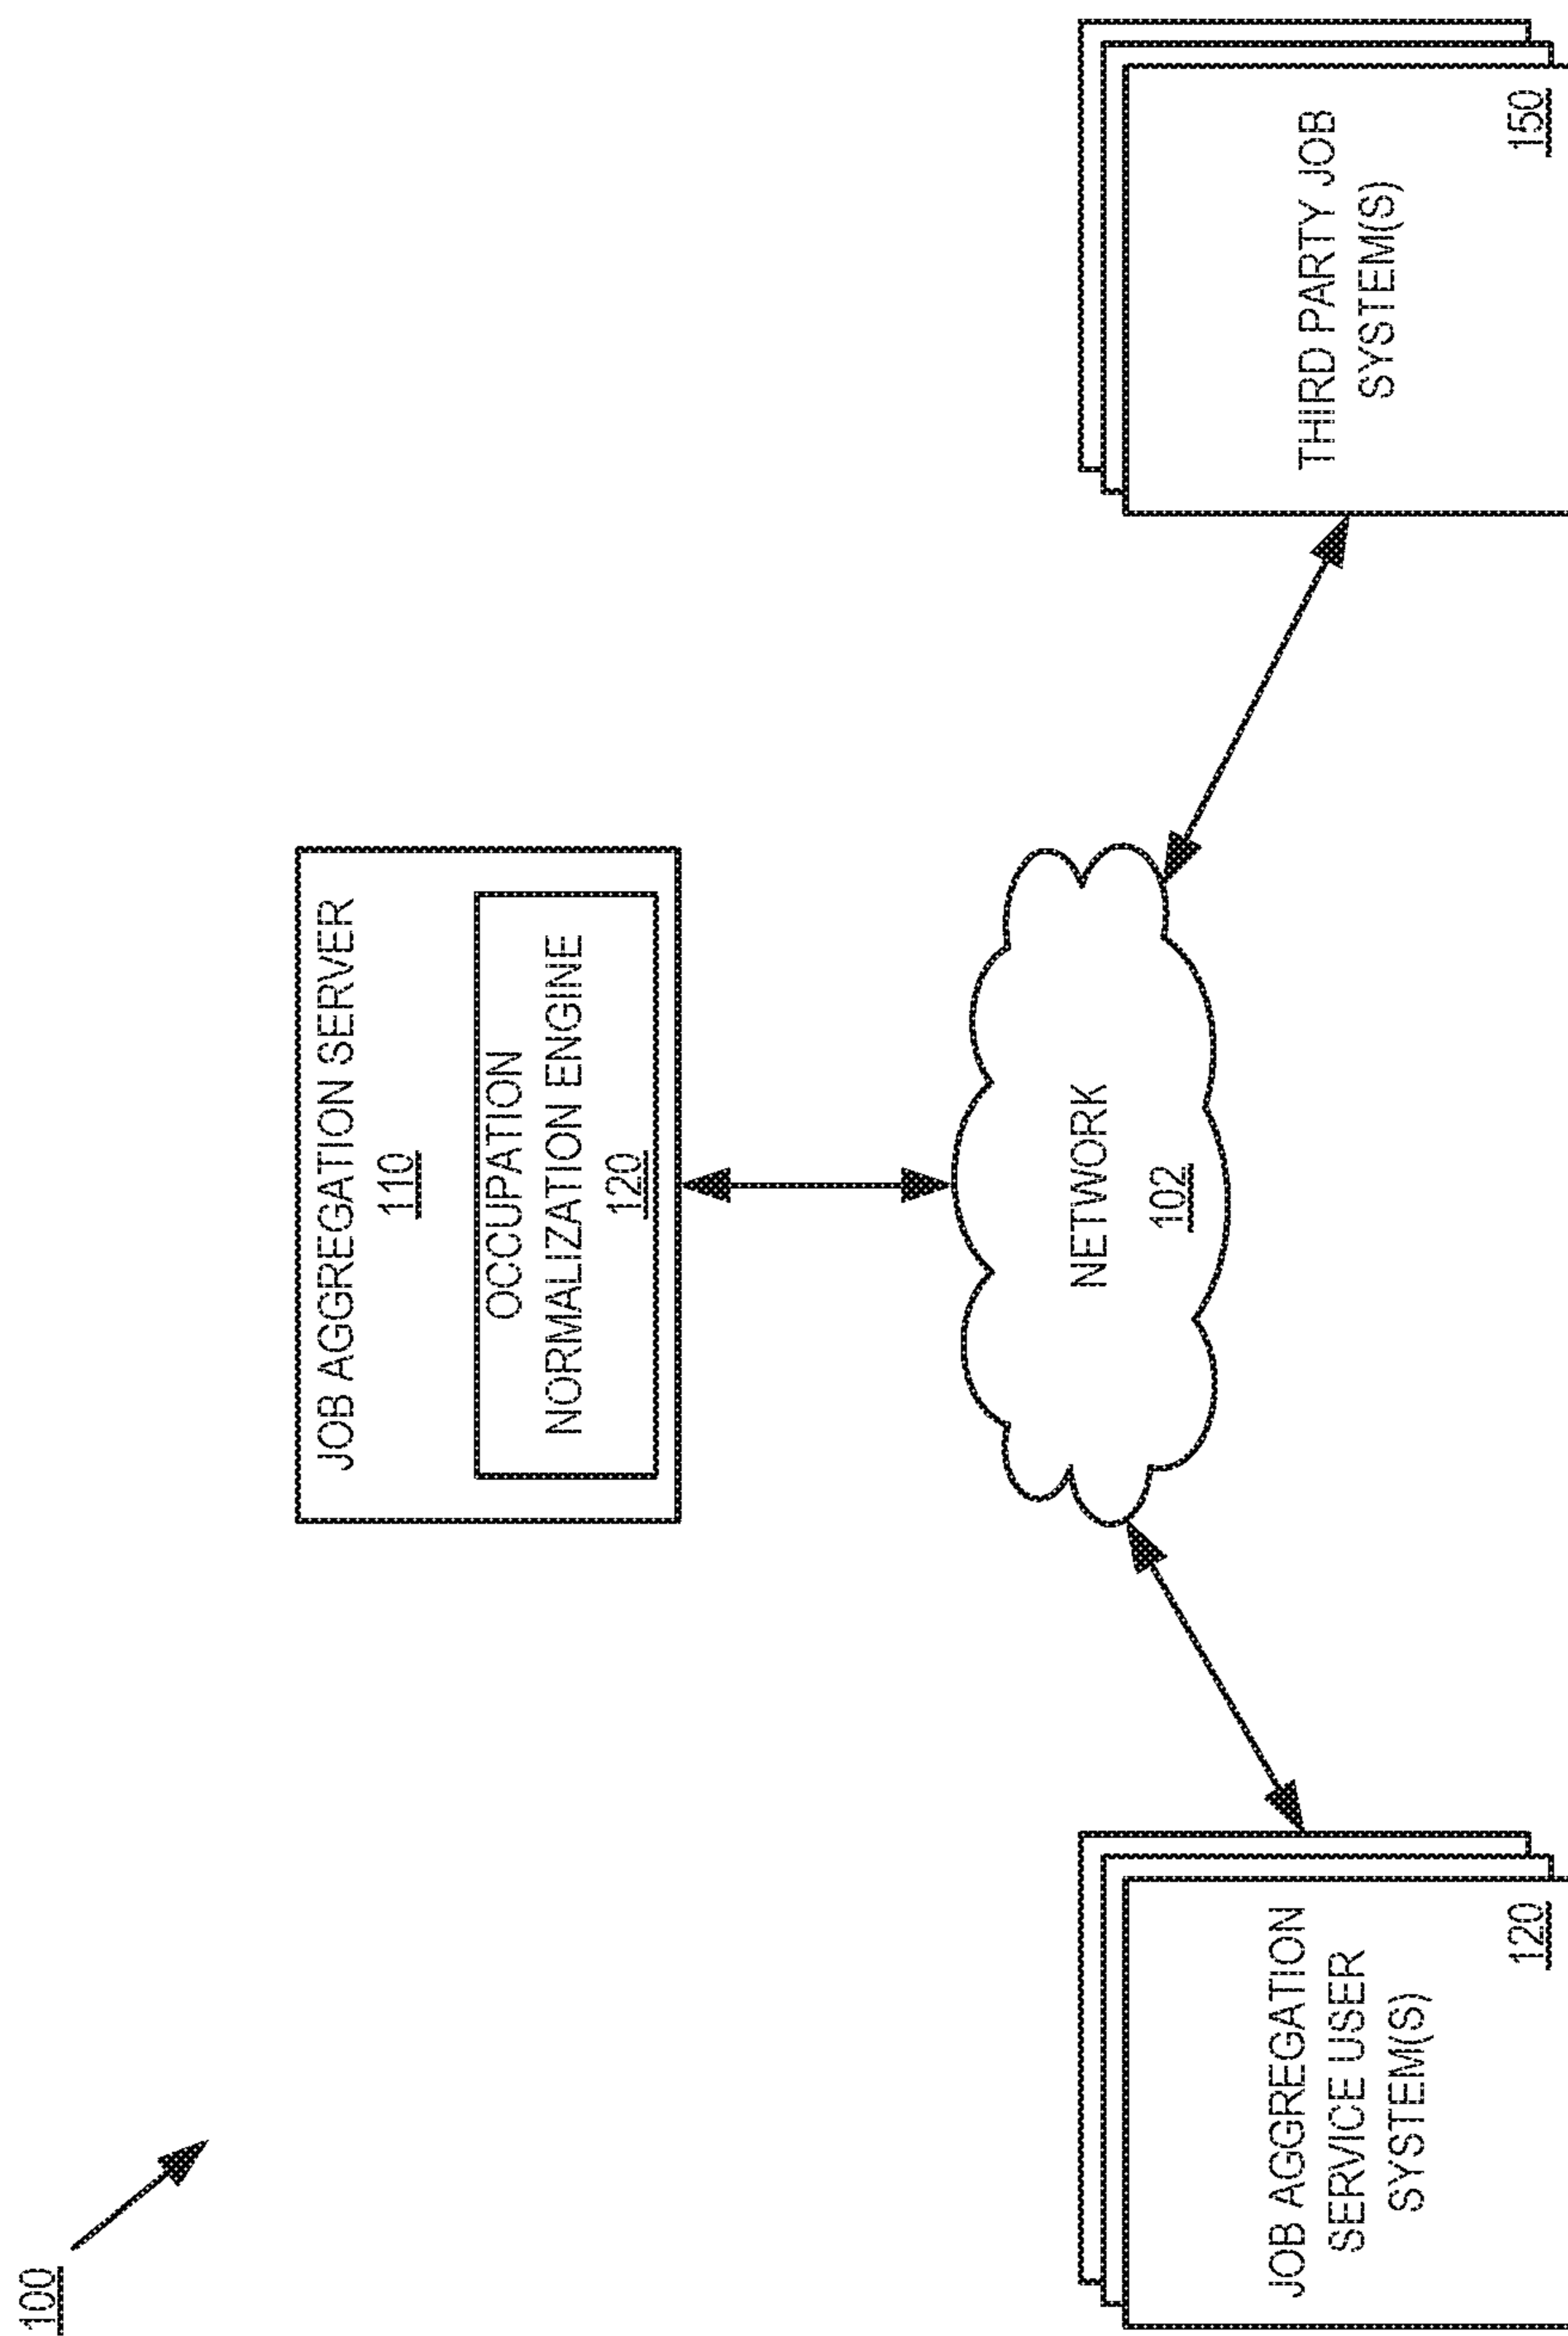 100
JOB AGGREGATION SERVER
110
OCCUPATION
NORMALIZATION ENGINE
120
NETWORK
102
JOB AGGREGATION
SERVICE USER
SYSTEM(S)
120
THIRD PARTY JOB
SYSTEM(S)
150